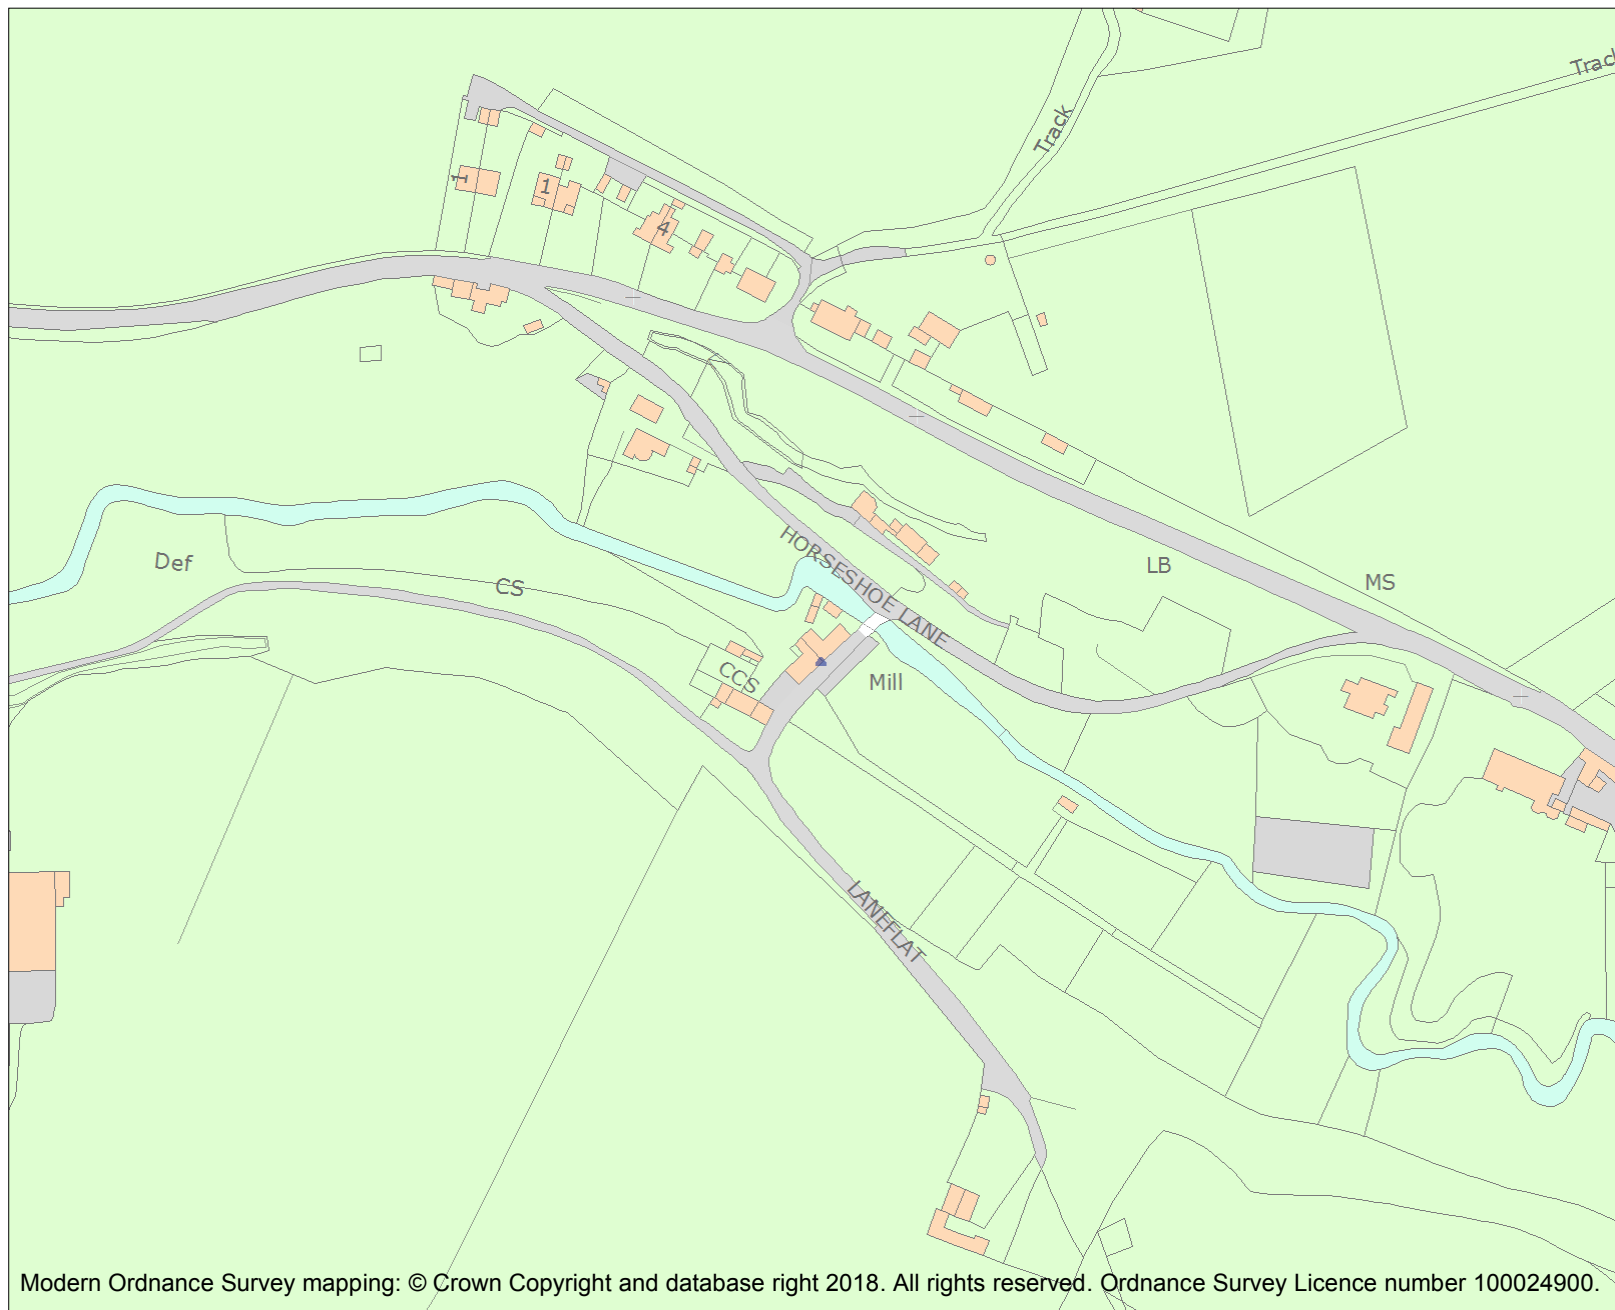 Track
Track
1
1
4
HORSESHOE LANE
Def
CS
LB
MS
CCS
Mill
LANEFLAT
Modern Ordnance Survey mapping: © Crown Copyright and database right 2018. All rights reserved. Ordnance Survey Licence number 100024900.